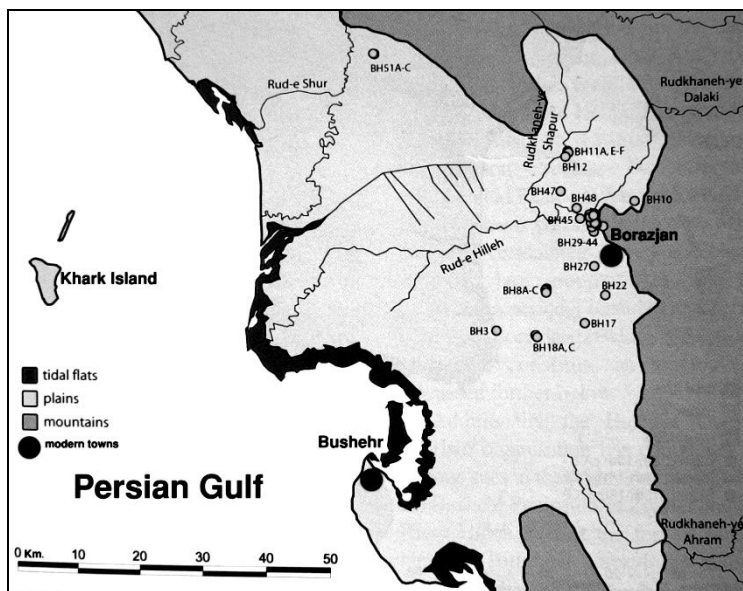 BH51A-C
Rud-e Shur
Rudkhaneh-ye
Dalaki
Rudkhaneh-ye
Shapur
BH11A, E-F
BH12
BH47
BH48
BH10
BH45
Borazjan
BH29-44
Rud-e Hilleh
Khark Island
BH27
BH8A-C
BH22
BH3
BH17
BH18A, C
tidal flats
plains
mountains
modern towns
Bushehr
Persian Gulf
Rudkhaneh-ye
Ahram
0 Km. 10 20 30 40 50